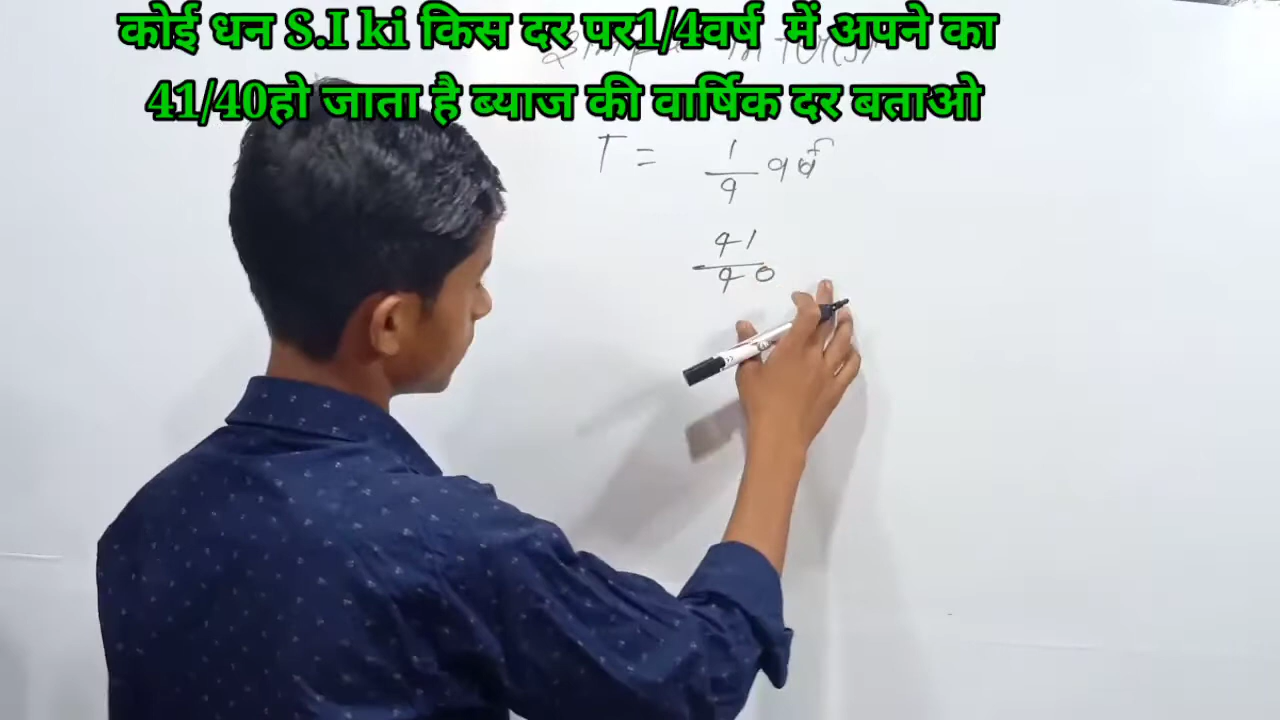 कोई धन S.I ki किस दर पर1/4वर्ष में अपने का
41/40हो जाता है ब्याज की वार्षिक दर बताओ
T = 1/4 वर्ष
41/40